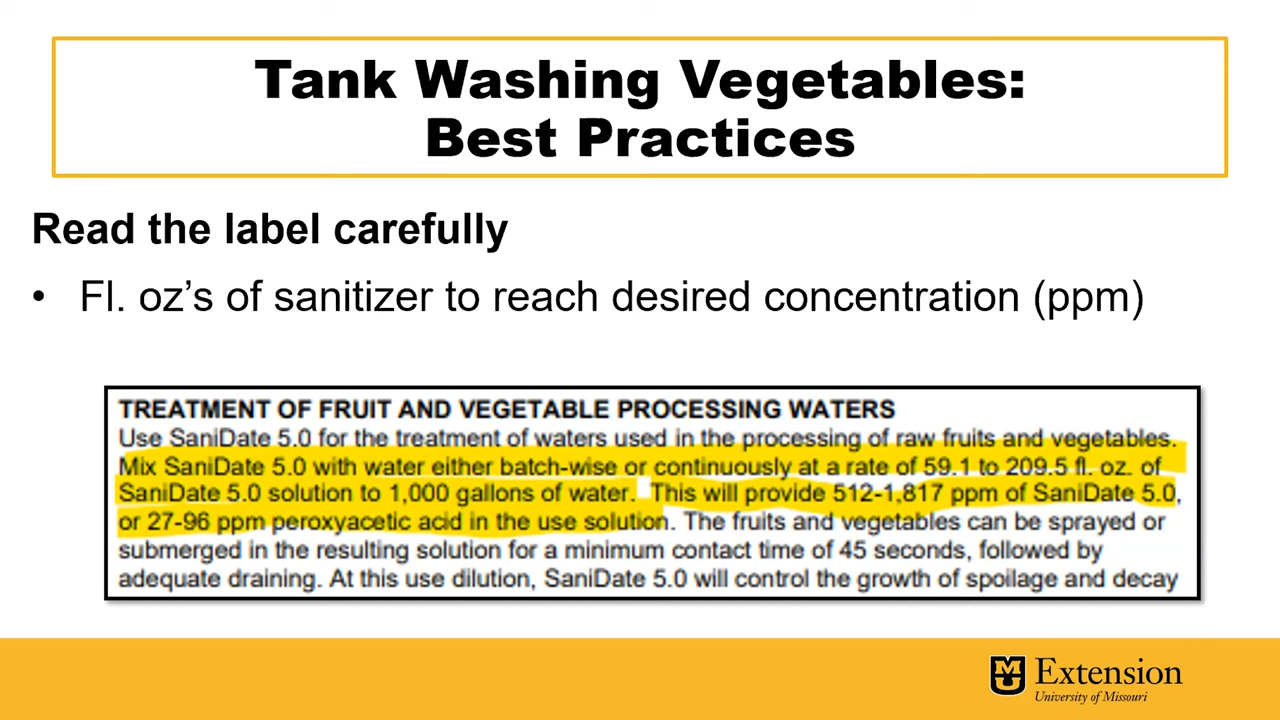 Tank Washing Vegetables:
Best Practices
Read the label carefully
• Fl. oz’s of sanitizer to reach desired concentration (ppm)
TREATMENT OF FRUIT AND VEGETABLE PROCESSING WATERS
Use SaniDate 5.0 for the treatment of waters used in the processing of raw fruits and vegetables.
Mix SaniDate 5.0 with water either batch-wise or continuously at a rate of 59.1 to 209.5 fl. oz. of
SaniDate 5.0 solution to 1,000 gallons of water. This will provide 512-1,817 ppm of SaniDate 5.0,
or 27-96 ppm peroxyacetic acid in the use solution. The fruits and vegetables can be sprayed or
submerged in the resulting solution for a minimum contact time of 45 seconds, followed by
adequate draining. At this use dilution, SaniDate 5.0 will control the growth of spoilage and decay
Extension
University of Missouri